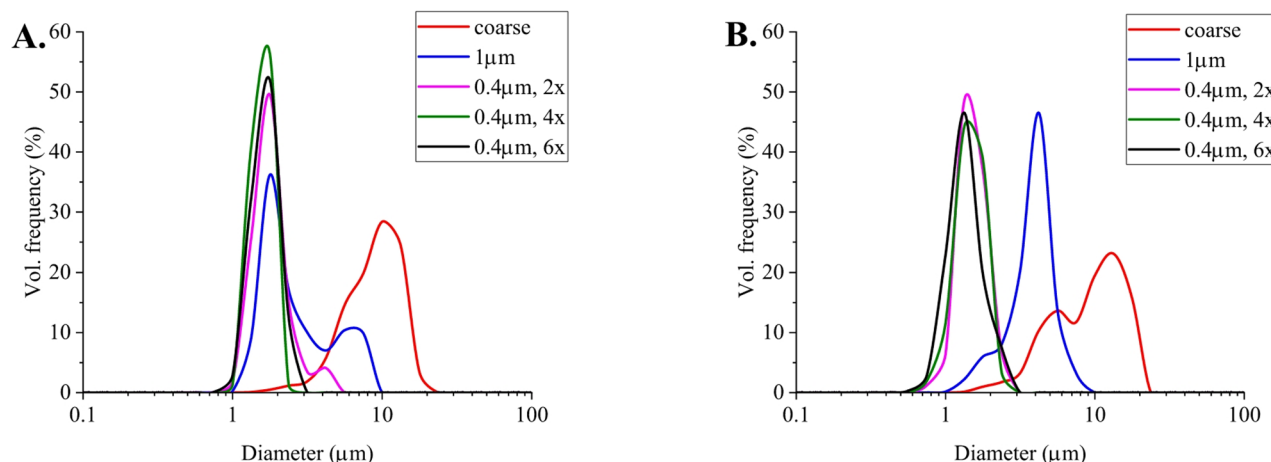 A.
60
50
40
30
20
10
0
Vol. frequency (%)
0.1 1 10 100
Diameter (µm)
coarse
1µm
0.4µm, 2x
0.4µm, 4x
0.4µm, 6x
B.
60
50
40
30
20
10
0
Vol. frequency (%)
0.1 1 10 100
Diameter (µm)
coarse
1µm
0.4µm, 2x
0.4µm, 4x
0.4µm, 6x